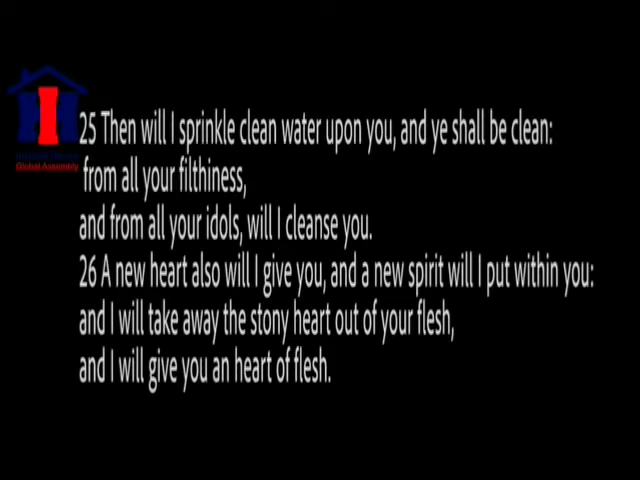 25 Then will I sprinkle clean water upon you, and ye shall be clean:
from all your filthiness,
and from all your idols, will I cleanse you.
26 A new heart also will I give you, and a new spirit will I put within you:
and I will take away the stony heart out of your flesh,
and I will give you an heart of flesh.
Global Assembly